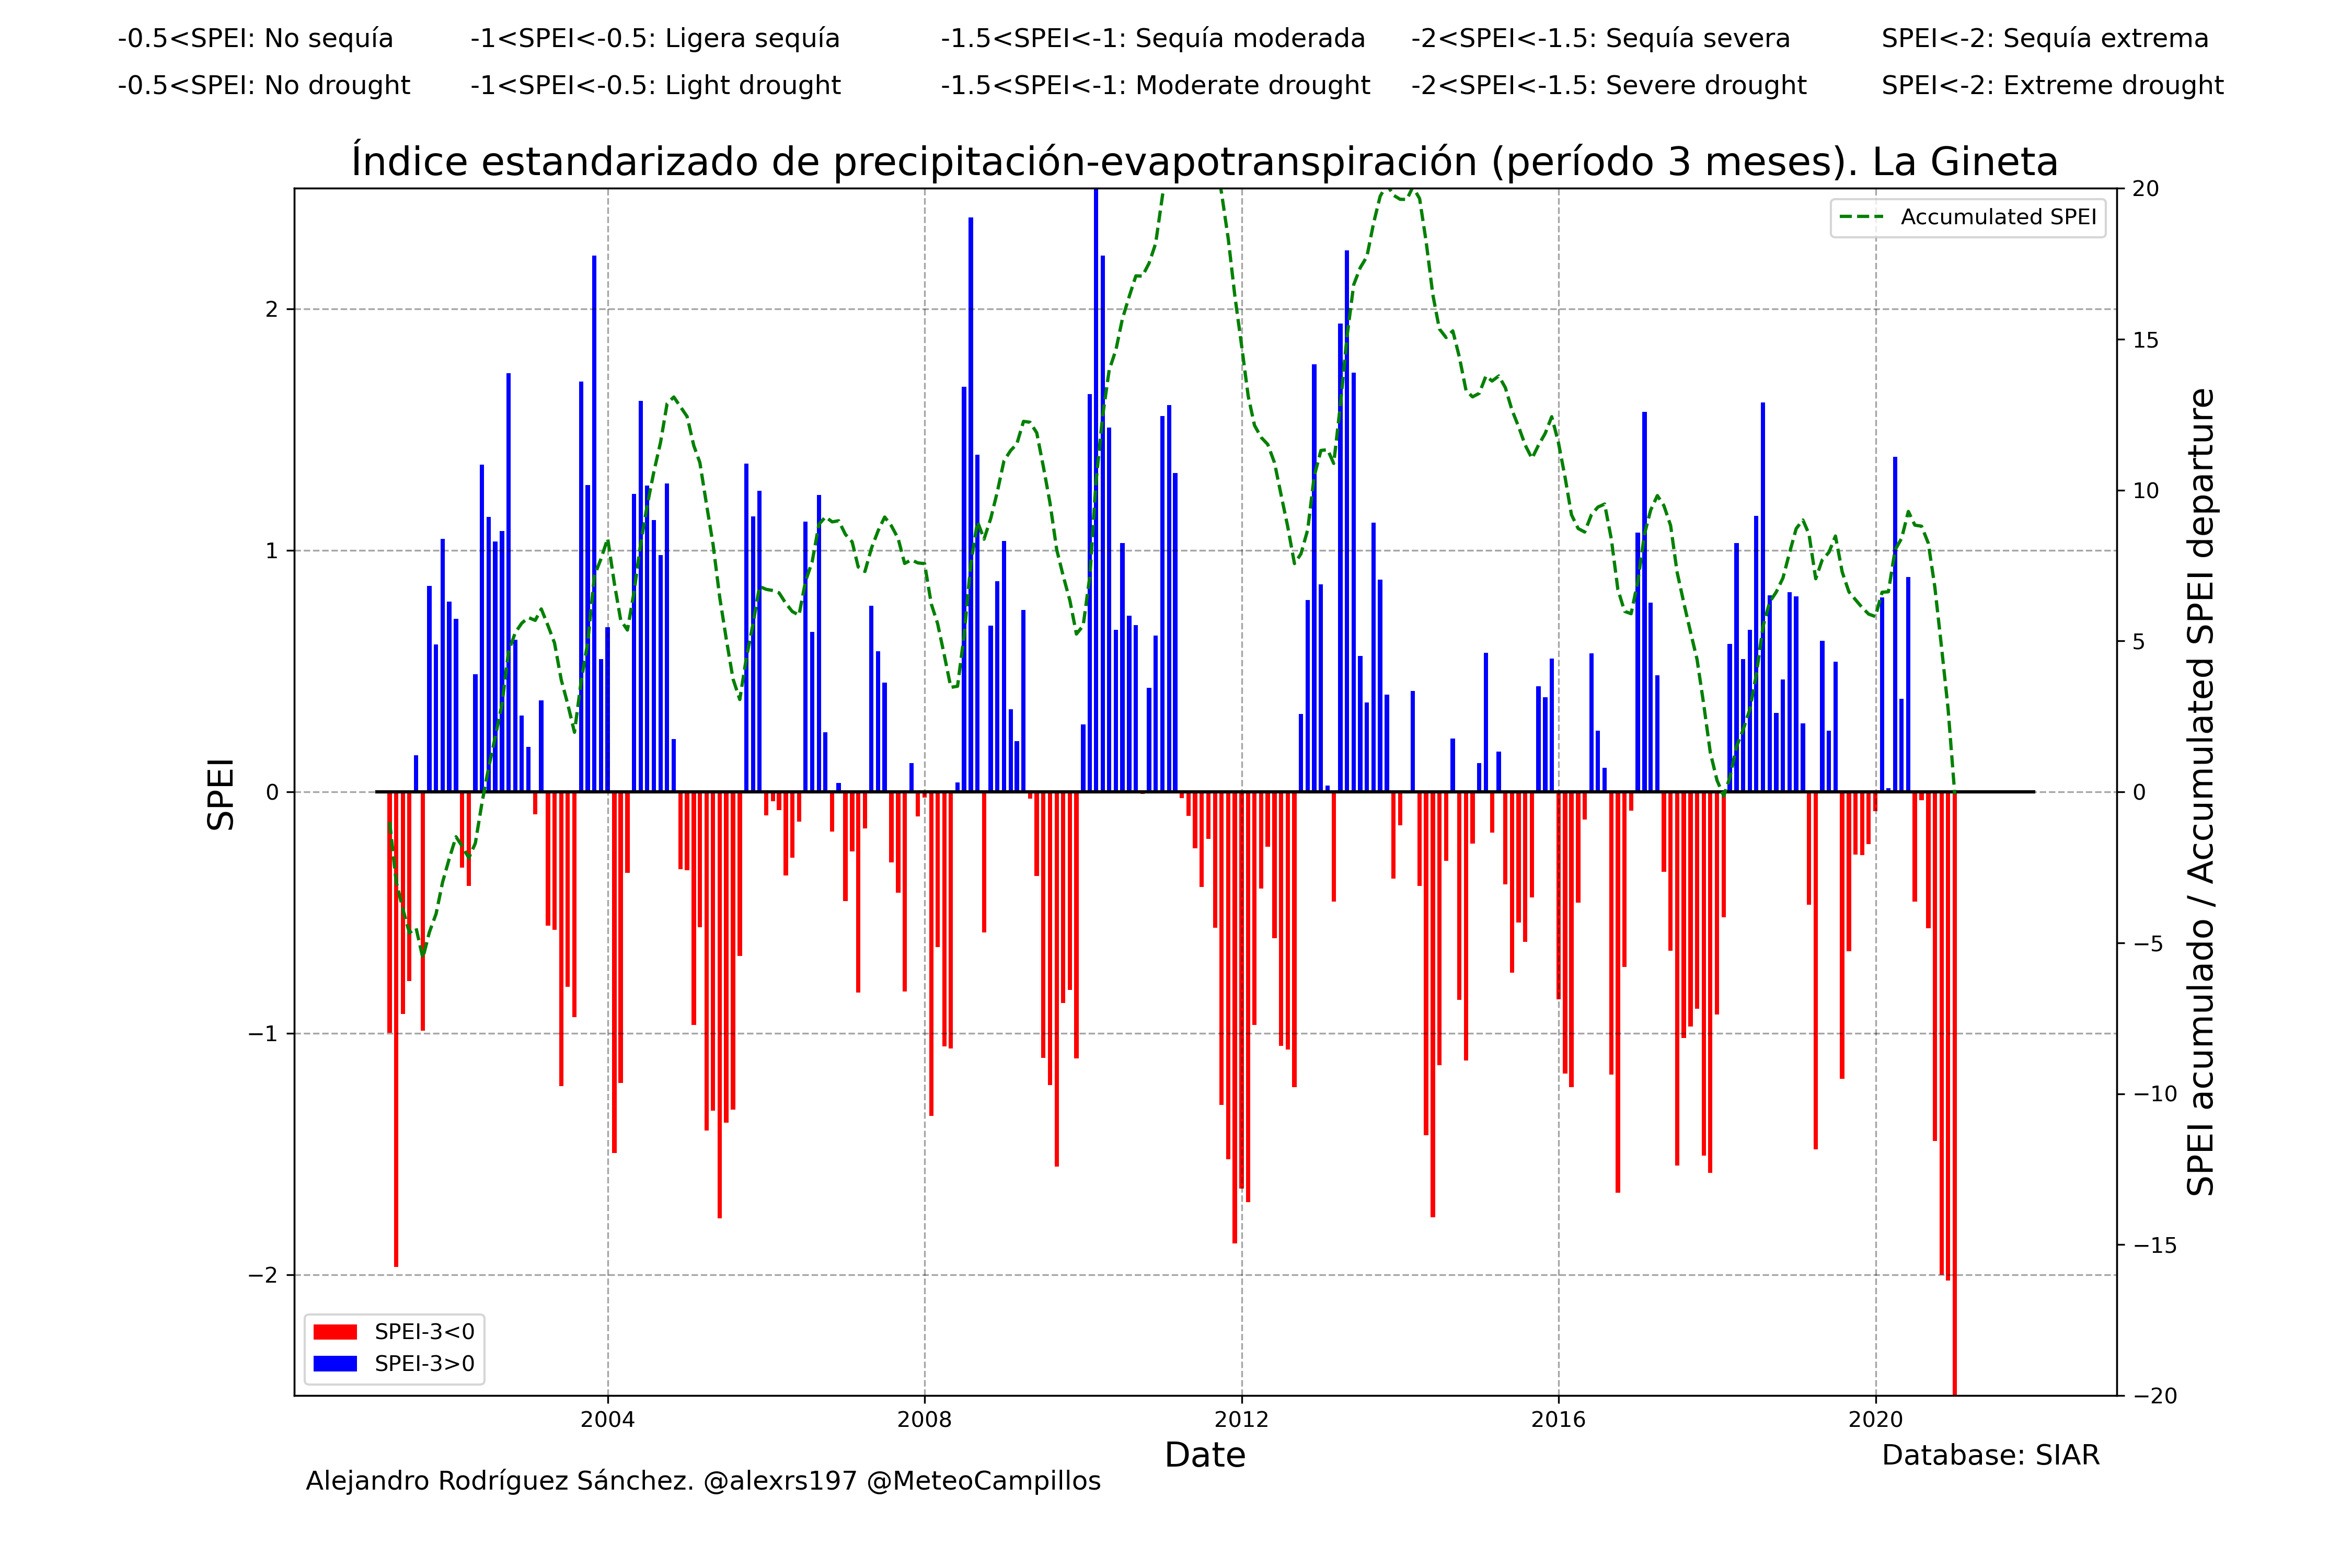 -0.5<SPEI: No sequía -1<SPEI<-0.5: Ligera sequía -1.5<SPEI<-1: Sequía moderada -2<SPEI<-1.5: Sequía severa SPEI<-2: Sequía extrema
-0.5<SPEI: No drought -1<SPEI<-0.5: Light drought -1.5<SPEI<-1: Moderate drought -2<SPEI<-1.5: Severe drought SPEI<-2: Extreme drought
Índice estandarizado de precipitación-evapotranspiración (período 3 meses). La Gineta
Accumulated SPEI
2
1
0
−1
−2
SPEI
20
15
10
5
0
−5
−10
−15
−20
SPEI acumulado / Accumulated SPEI departure
SPEI-3<0
SPEI-3>0
2004 2008 2012 2016 2020
Date
Database: SIAR
Alejandro Rodríguez Sánchez. @alexrs197 @MeteoCampillos